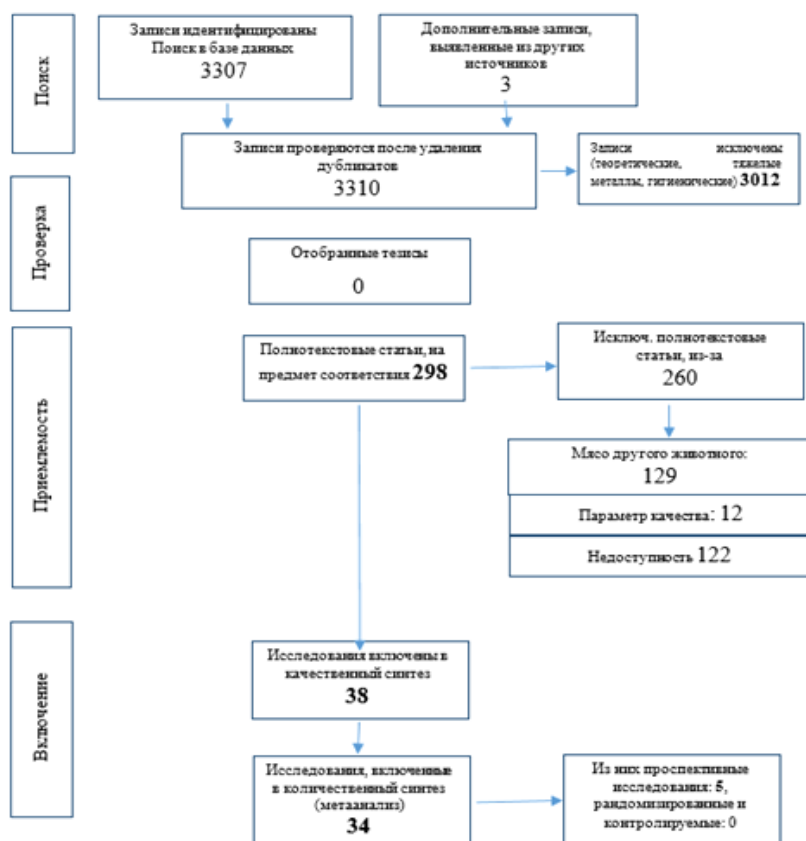 Поиск
Записи идентифицированы
Поиск в базе данных
3307
Дополнительные записи,
выявленные из других
источников
3
Записи проверяются после удаления
дубликатов
3310
Записи исключены
(теоретические, тяжелые
металлы, гигиенические) 3012
Проверка
Отобранные тезисы
0
Приемлемость
Полнотекстовые статьи, на
предмет соответствия 298
Исключ. полнотекстовые
статьи, из-за
260
Мясо другого животного:
129
Параметр качества: 12
Недоступность 122
Включение
Исследования включены в
качественный синтез
38
Исследования, включенные
в количественный синтез
(метаанализ)
34
Из них проспективные
исследования: 5,
рандомизированные и
контролируемые: 0